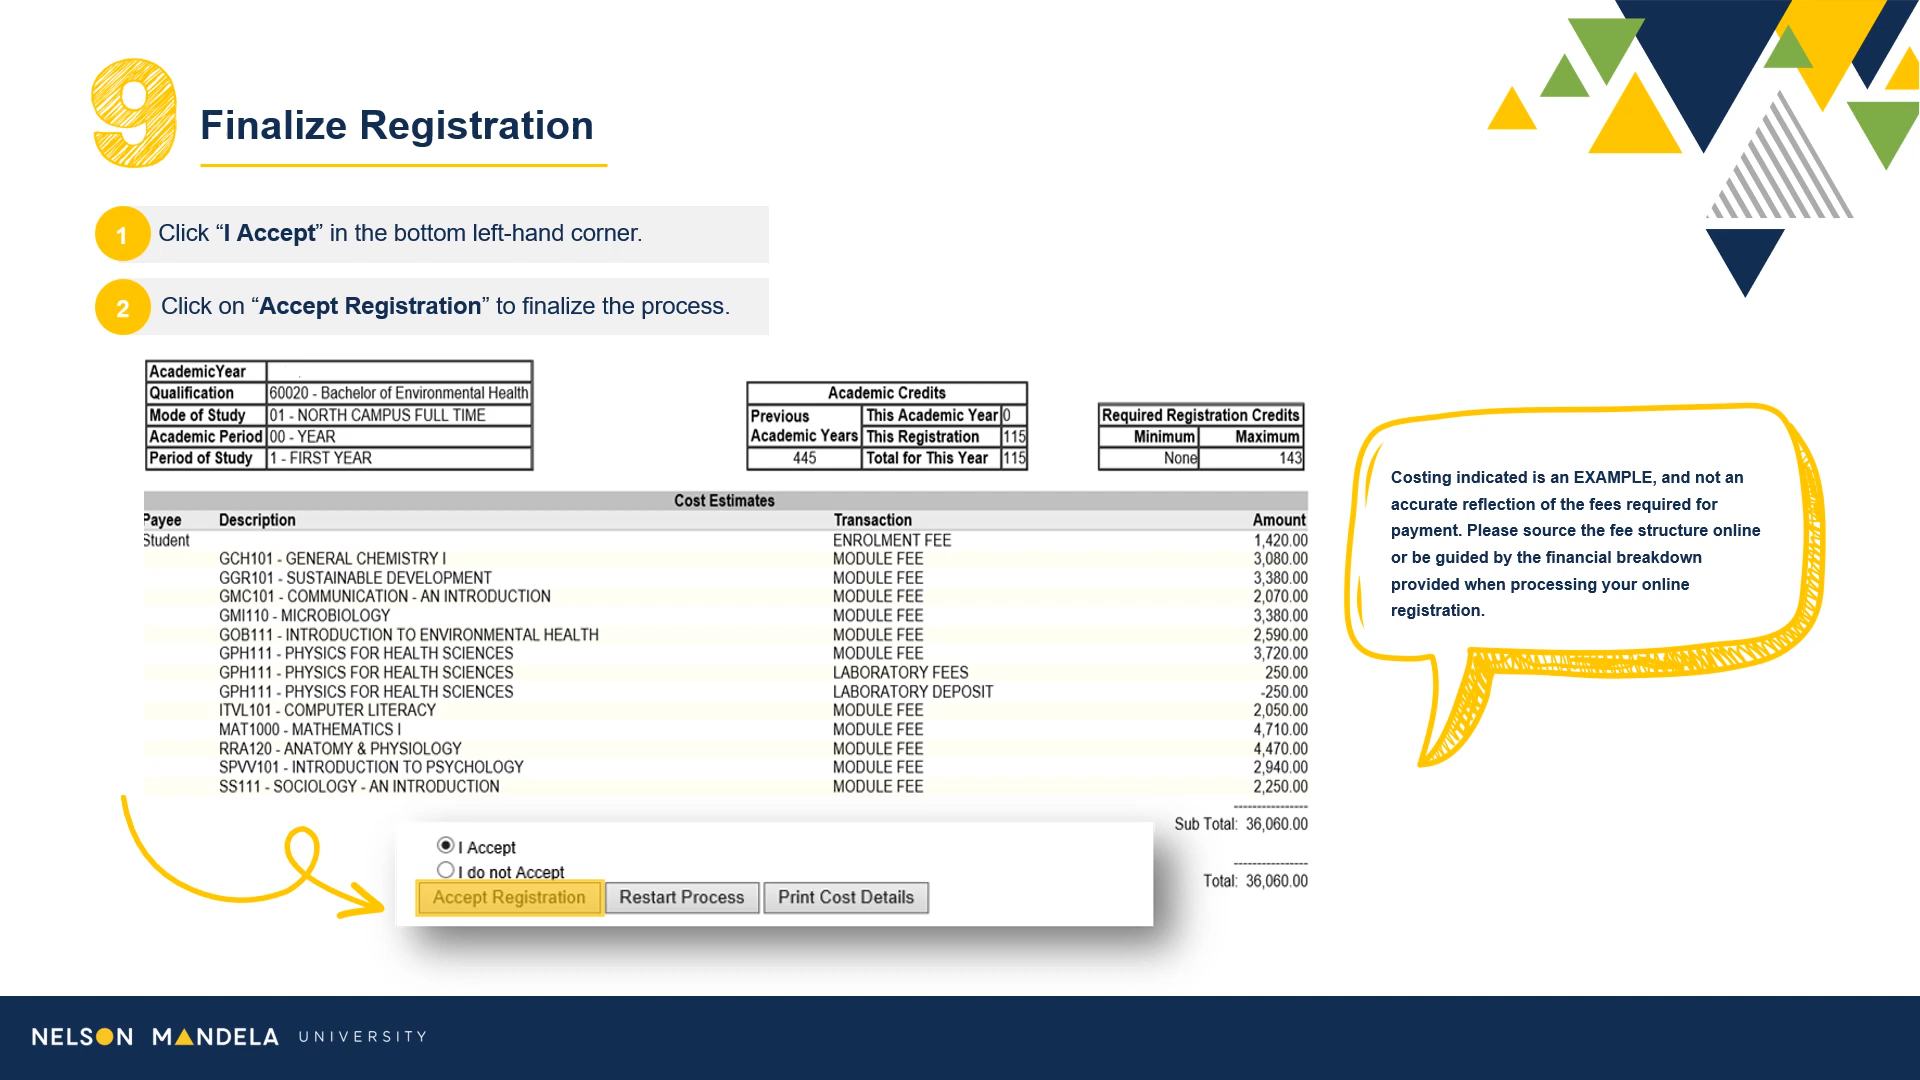 9
Finalize Registration
1 Click “I Accept” in the bottom left-hand corner.
2 Click on “Accept Registration” to finalize the process.
AcademicYear
Qualification 60020 - Bachelor of Environmental Health
Mode of Study 01 - NORTH CAMPUS FULL TIME
Academic Period 00 - YEAR
Period of Study 1 - FIRST YEAR
Academic Credits
Previous This Academic Year 0
Academic Years This Registration 115
445 Total for This Year 115
Required Registration Credits
Minimum Maximum
None 143
Cost Estimates
Payee Description Transaction Amount
Student ENROLMENT FEE 1,420.00
GCH101 - GENERAL CHEMISTRY I MODULE FEE 3,080.00
GGR101 - SUSTAINABLE DEVELOPMENT MODULE FEE 3,380.00
GMC101 - COMMUNICATION - AN INTRODUCTION MODULE FEE 2,070.00
GMI110 - MICROBIOLOGY MODULE FEE 3,380.00
GOB111 - INTRODUCTION TO ENVIRONMENTAL HEALTH MODULE FEE 2,590.00
GPH111 - PHYSICS FOR HEALTH SCIENCES MODULE FEE 3,720.00
GPH111 - PHYSICS FOR HEALTH SCIENCES LABORATORY FEES 250.00
GPH111 - PHYSICS FOR HEALTH SCIENCES LABORATORY DEPOSIT -250.00
ITVL101 - COMPUTER LITERACY MODULE FEE 2,050.00
MAT1000 - MATHEMATICS I MODULE FEE 4,710.00
RRA120 - ANATOMY & PHYSIOLOGY MODULE FEE 4,470.00
SPVV101 - INTRODUCTION TO PSYCHOLOGY MODULE FEE 2,940.00
SS111 - SOCIOLOGY - AN INTRODUCTION MODULE FEE 2,250.00
----------------
Sub Total: 36,060.00
----------------
Total: 36,060.00
I Accept
I do not Accept
Accept Registration Restart Process Print Cost Details
Costing indicated is an EXAMPLE, and not an
accurate reflection of the fees required for
payment. Please source the fee structure online
or be guided by the financial breakdown
provided when processing your online
registration.
NELSON MANDELA UNIVERSITY